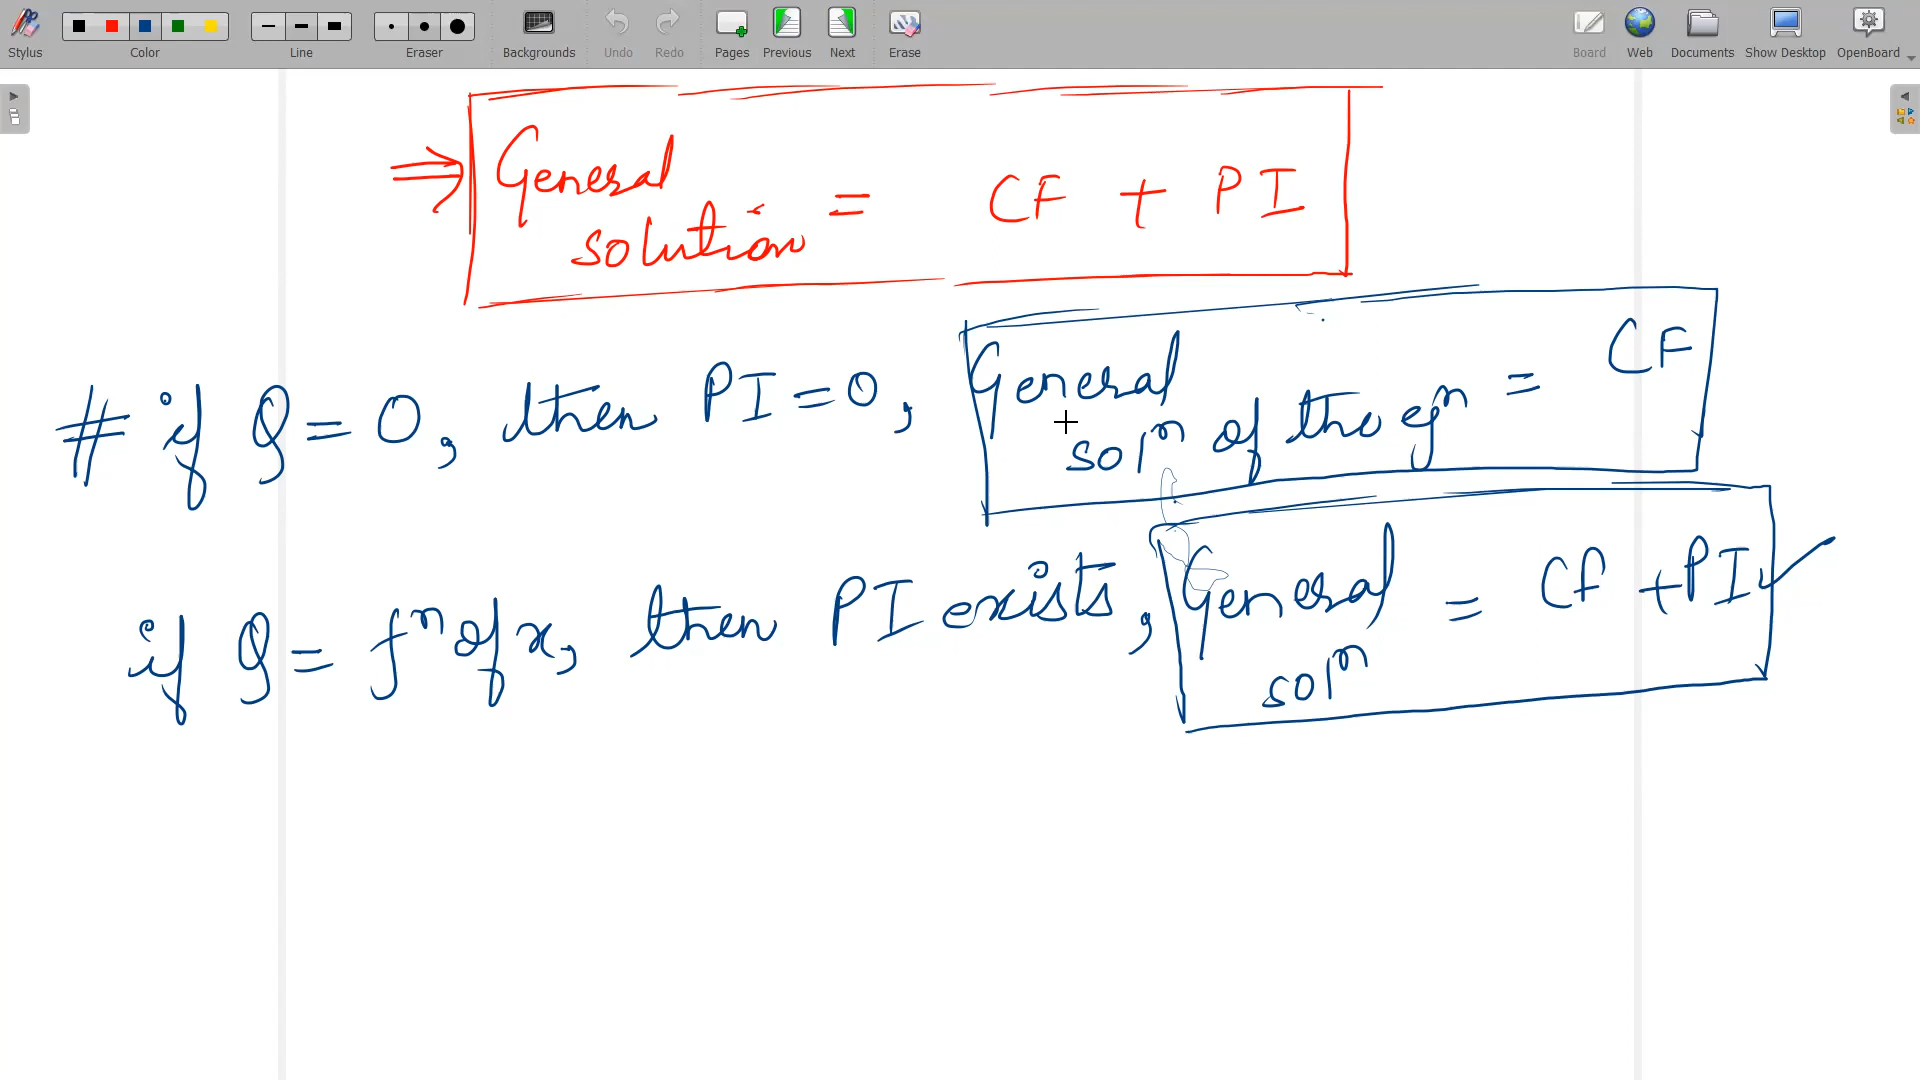 Stylus Color Line Eraser Backgrounds Undo Redo Pages Previous Next Erase Board Web Documents Show Desktop OpenBoard
⇒ General solution = CF + PI
# if Q = 0, then PI = 0, General solⁿ of the eqⁿ = CF
if Q = fⁿ of x, then PI exists, General solⁿ = CF + PI ✓